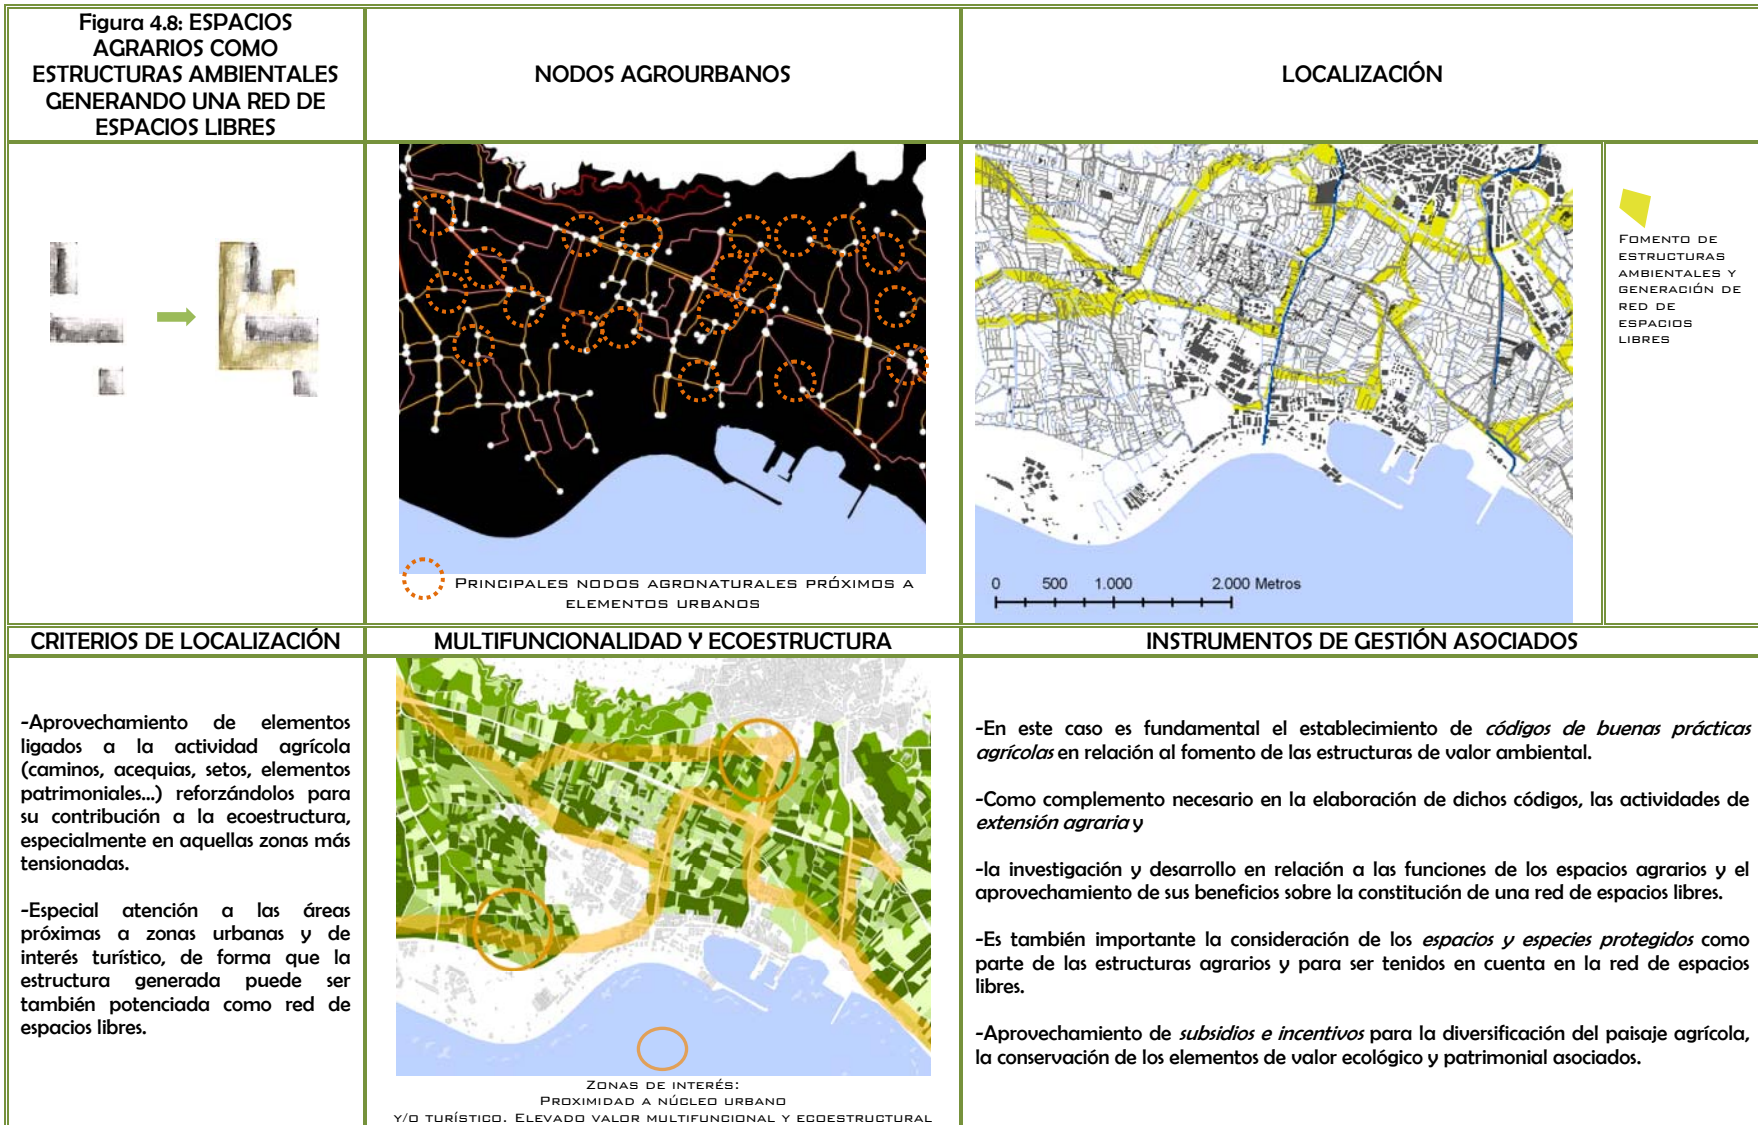 Figura 4.8: ESPACIOS
AGRARIOS COMO
ESTRUCTURAS AMBIENTALES
GENERANDO UNA RED DE
ESPACIOS LIBRES
NODOS AGROURBANOS
LOCALIZACIÓN
PRINCIPALES NODOS AGRONATURALES PRÓXIMOS A
ELEMENTOS URBANOS
0 500 1.000 2.000 Metros
FOMENTO DE
ESTRUCTURAS
AMBIENTALES Y
GENERACIÓN DE
RED DE
ESPACIOS
LIBRES
CRITERIOS DE LOCALIZACIÓN
-Aprovechamiento de elementos
ligados a la actividad agrícola
(caminos, acequias, setos, elementos
patrimoniales...) reforzándolos para
su contribución a la ecoestructura,
especialmente en aquellas zonas más
tensionadas.
-Especial atención a las áreas
próximas a zonas urbanas y de
interés turístico, de forma que la
estructura generada puede ser
también potenciada como red de
espacios libres.
MULTIFUNCIONALIDAD Y ECOESTRUCTURA
ZONAS DE INTERÉS:
PROXIMIDAD A NÚCLEO URBANO
Y/O TURÍSTICO. ELEVADO VALOR MULTIFUNCIONAL Y ECOESTRUCTURAL
INSTRUMENTOS DE GESTIÓN ASOCIADOS
-En este caso es fundamental el establecimiento de códigos de buenas prácticas
agrícolas en relación al fomento de las estructuras de valor ambiental.
-Como complemento necesario en la elaboración de dichos códigos, las actividades de
extensión agraria y
-la investigación y desarrollo en relación a las funciones de los espacios agrarios y el
aprovechamiento de sus beneficios sobre la constitución de una red de espacios libres.
-Es también importante la consideración de los espacios y especies protegidos como
parte de las estructuras agrarios y para ser tenidos en cuenta en la red de espacios
libres.
-Aprovechamiento de subsidios e incentivos para la diversificación del paisaje agrícola,
la conservación de los elementos de valor ecológico y patrimonial asociados.